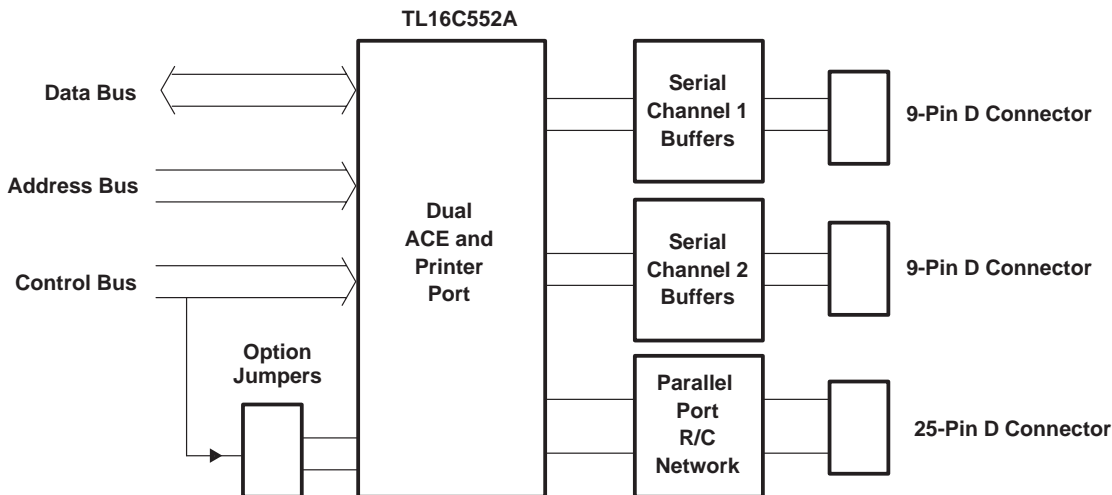 TL16C552A
Data Bus
Address Bus
Control Bus
Option
Jumpers
Dual
ACE and
Printer
Port
Serial
Channel 1
Buffers
9-Pin D Connector
Serial
Channel 2
Buffers
9-Pin D Connector
Parallel
Port
R/C
Network
25-Pin D Connector